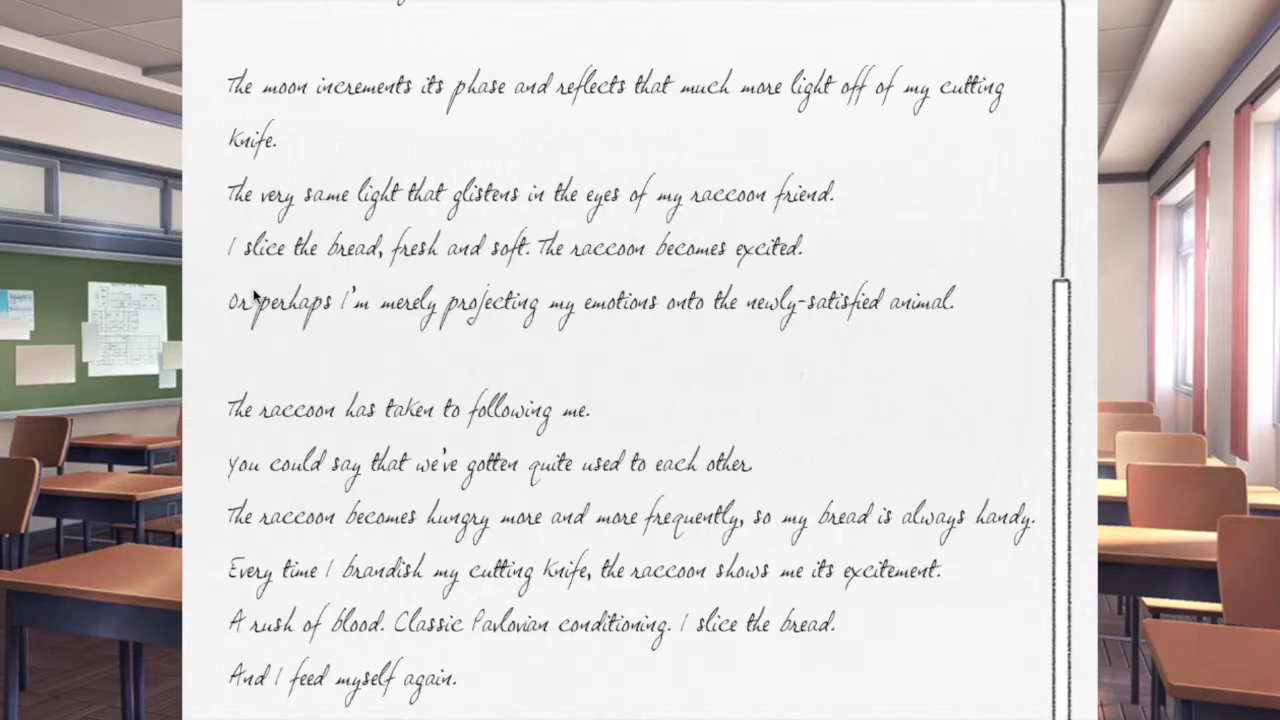 The moon increments its phase and reflects that much more light off of my cutting
knife.
The very same light that glistens in the eyes of my raccoon friend.
I slice the bread, fresh and soft. The raccoon becomes excited.
Or perhaps I'm merely projecting my emotions onto the newly-satisfied animal.
The raccoon has taken to following me.
You could say that we've gotten quite used to each other.
The raccoon becomes hungry more and more frequently, so my bread is always handy.
Every time I brandish my cutting knife, the raccoon shows me its excitement.
A rush of blood. Classic Pavlovian conditioning. I slice the bread.
And I feed myself again.